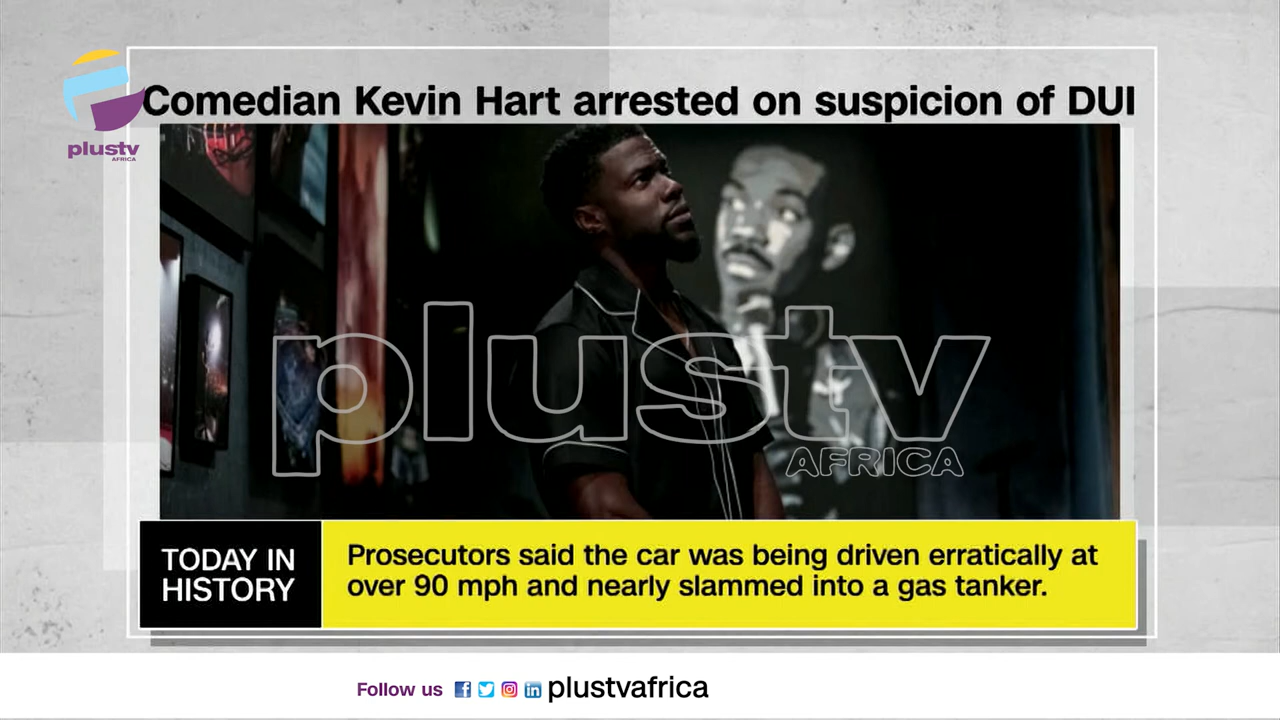 Comedian Kevin Hart arrested on suspicion of DUI
plustv
AFRICA
plustv
AFRICA
TODAY IN
HISTORY
Prosecutors said the car was being driven erratically at
over 90 mph and nearly slammed into a gas tanker.
Follow us plustvafrica